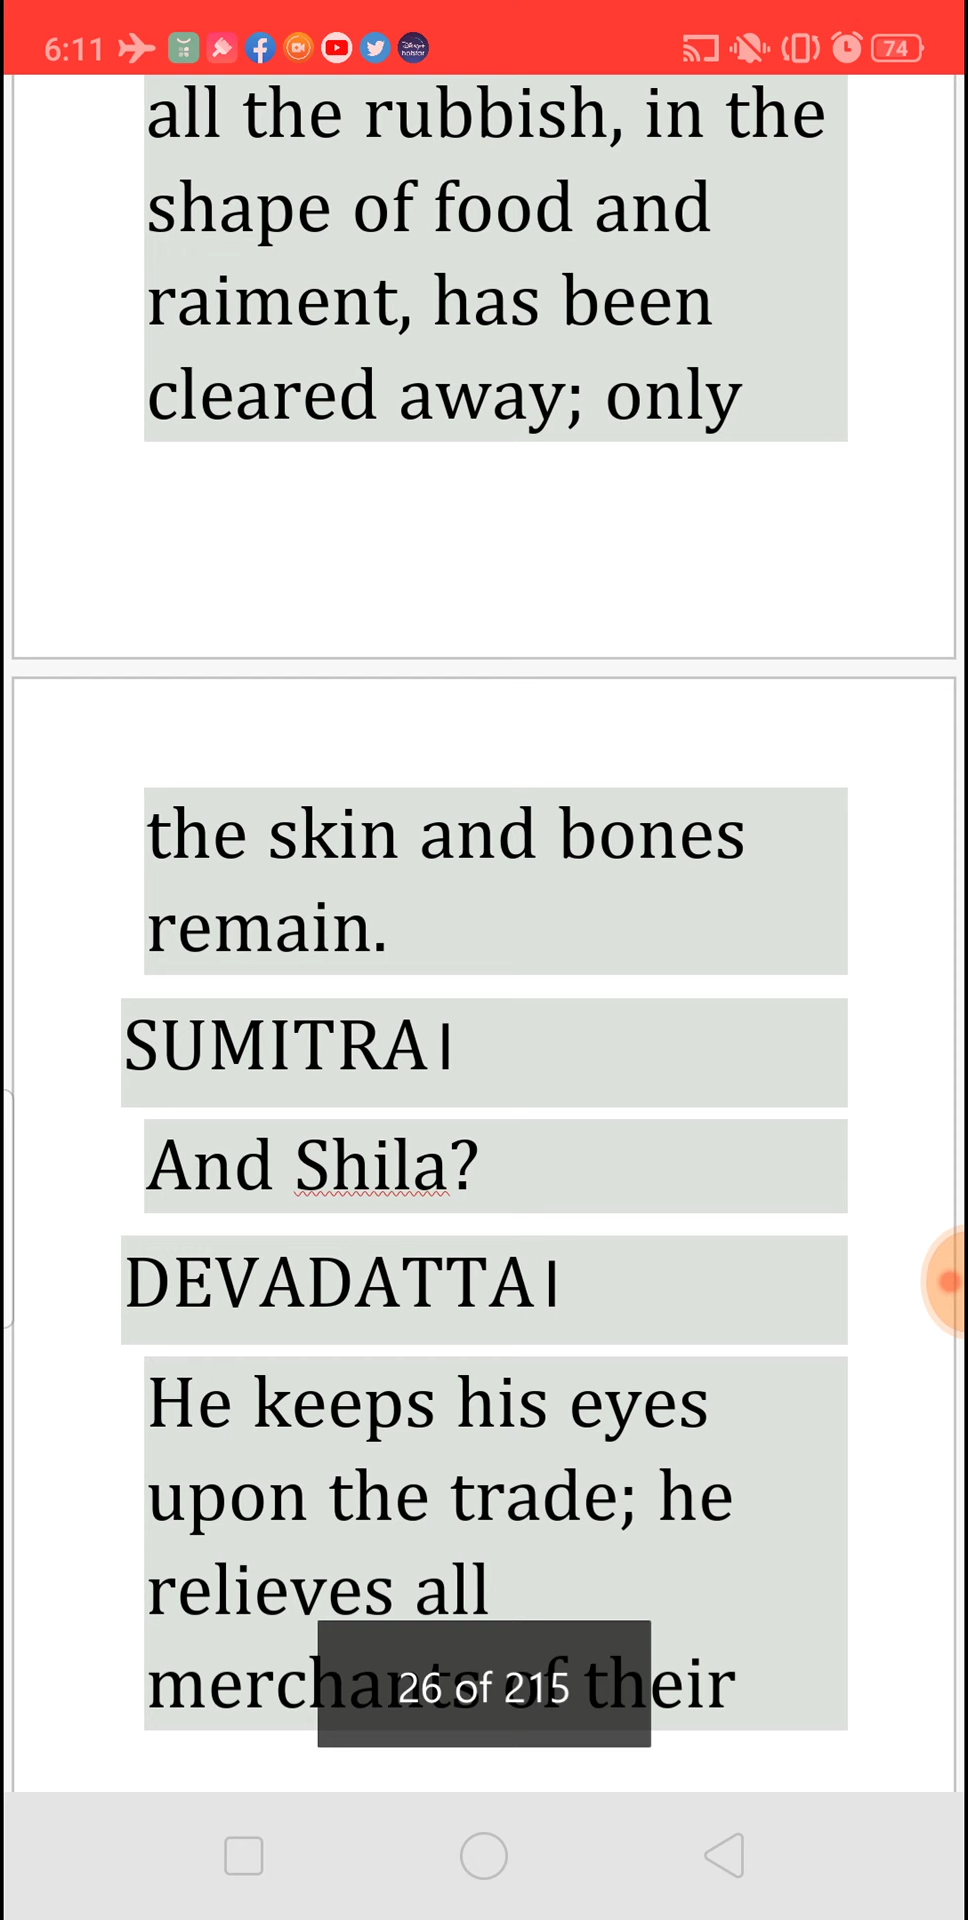 6:11 74
all the rubbish, in the
shape of food and
raiment, has been
cleared away; only
the skin and bones
remain.
SUMITRA।
And Shila?
DEVADATTA।
He keeps his eyes
upon the trade; he
relieves all
merchants of their
26 of 215